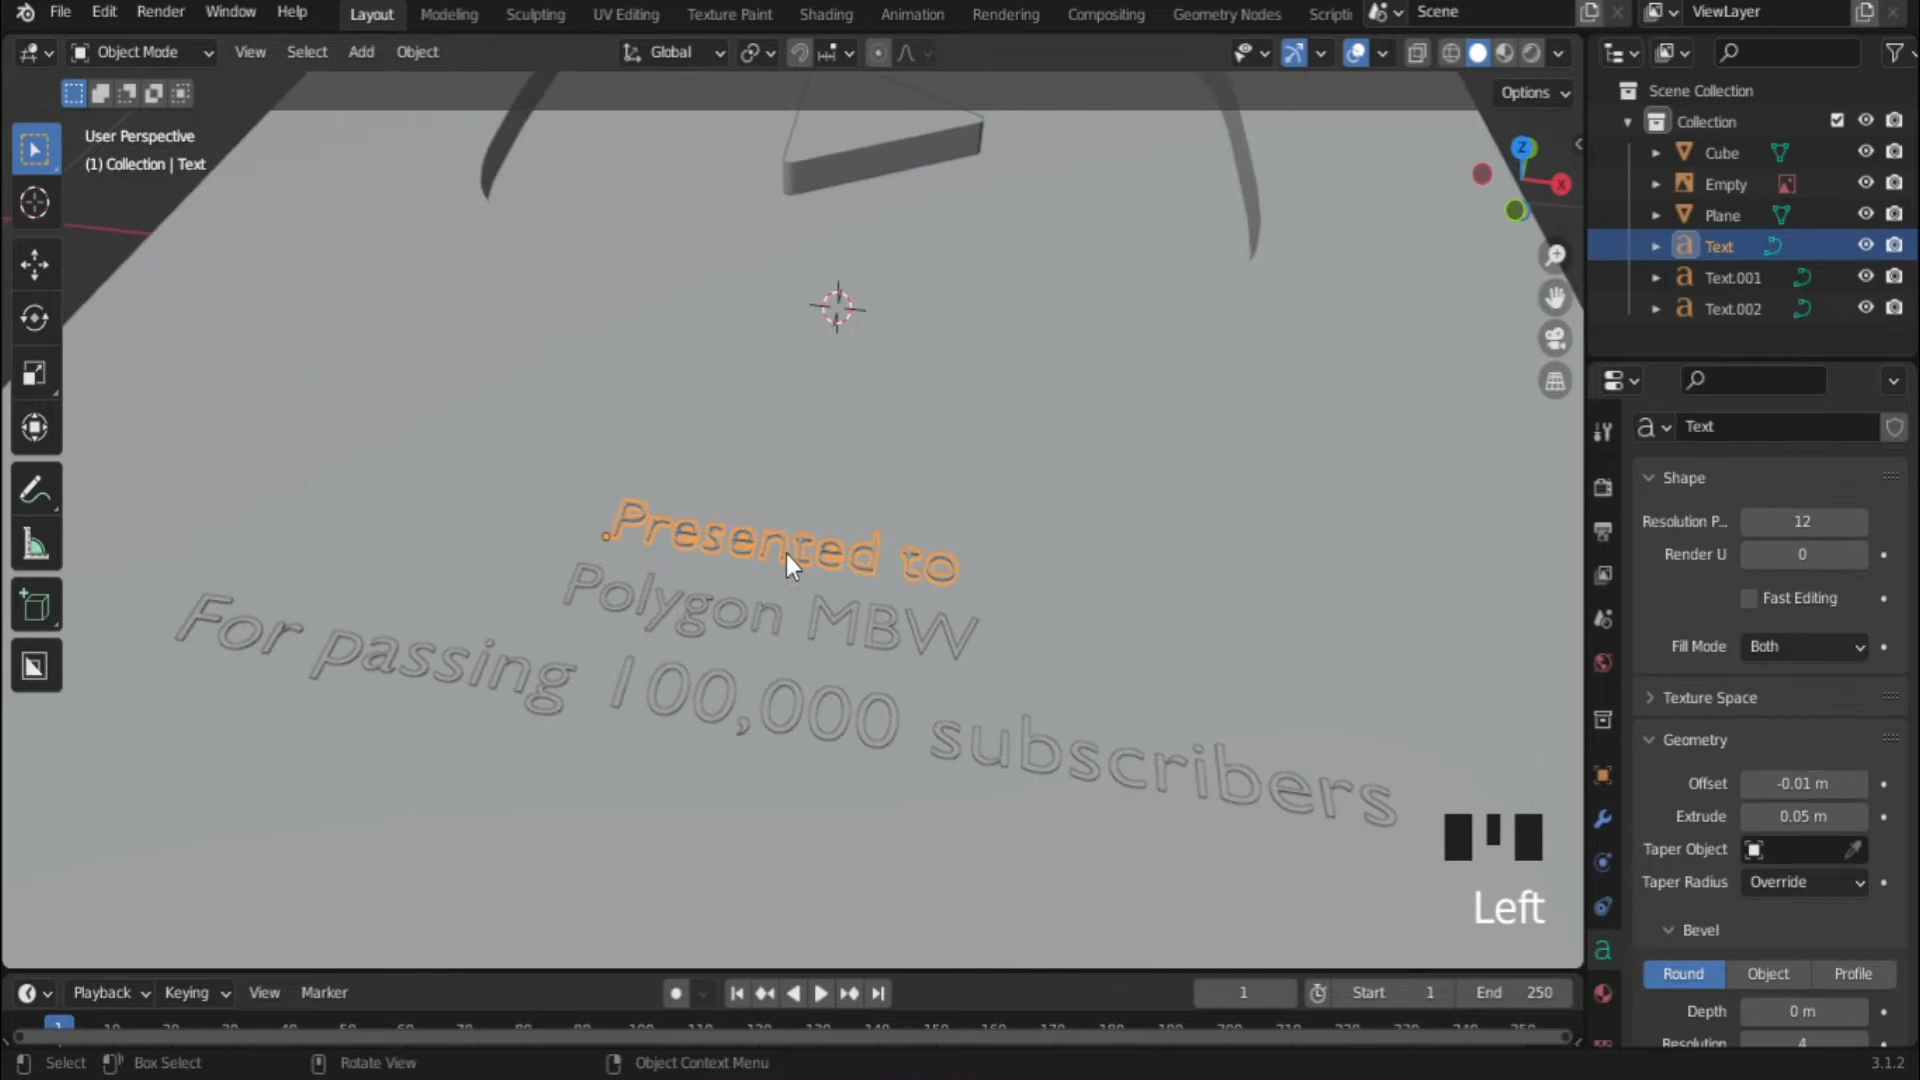 File Edit Render Window Help Layout Modeling Sculpting UV Editing Texture Paint Shading Animation Rendering Compositing Geometry Nodes Scripti Scene ViewLayer
Object Mode View Select Add Object Global
Options
User Perspective
(1) Collection | Text
Z
X
Scene Collection
Collection
Cube
Empty
Plane
Text
Text.001
Text.002
Presented to
Polygon MBW
For passing 100,000 subscribers
Left
Text
Shape
Resolution P... 12
Render U 0
Fast Editing
Fill Mode Both
Texture Space
Geometry
Offset -0.01 m
Extrude 0.05 m
Taper Object
Taper Radius Override
Bevel
Round Object Profile
Depth 0 m
Resolution 4
Playback Keying View Marker 1 Start 1 End 250
1
Select Box Select Rotate View Object Context Menu 3.1.2